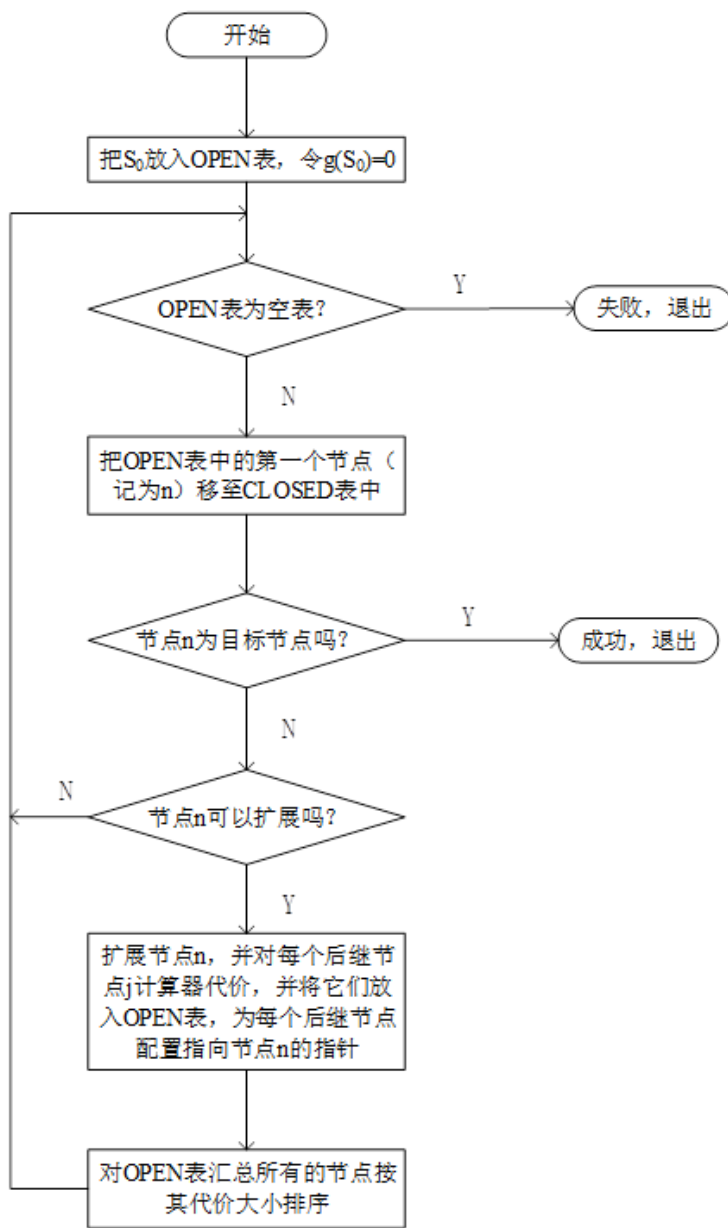 开始
把S₀放入OPEN表，令g(S₀)=0
OPEN表为空表？
Y
失败，退出
N
把OPEN表中的第一个节点（
记为n）移至CLOSED表中
节点n为目标节点吗？
Y
成功，退出
N
节点n可以扩展吗？
N
Y
扩展节点n，并对每个后继节
点j计算器代价，并将它们放
入OPEN表，为每个后继节点
配置指向节点n的指针
对OPEN表汇总所有的节点按
其代价大小排序